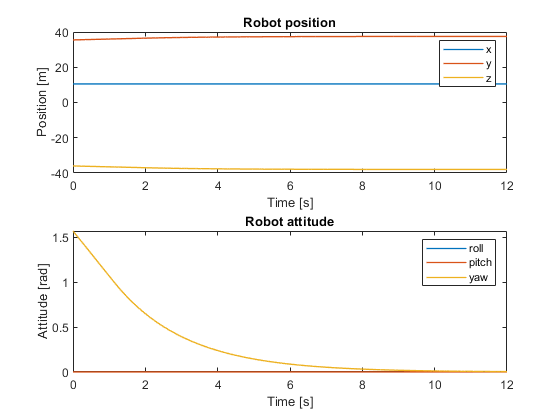 Robot position
Position [m]
40
20
0
-20
-40
x
y
z
0 2 4 6 8 10 12
Time [s]
Robot attitude
Attitude [rad]
1.5
1
0.5
0
roll
pitch
yaw
0 2 4 6 8 10 12
Time [s]